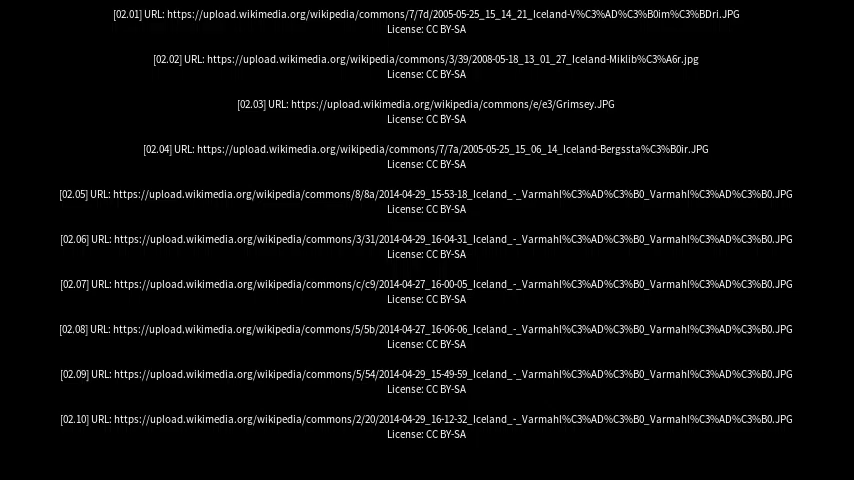 [02.01] URL: https://upload.wikimedia.org/wikipedia/commons/7/7d/2005-05-25_15_14_21_Iceland-V%C3%AD%C3%B0im%C3%BDri.JPG
License: CC BY-SA
[02.02] URL: https://upload.wikimedia.org/wikipedia/commons/3/39/2008-05-18_13_01_27_Iceland-Miklib%C3%A6r.jpg
License: CC BY-SA
[02.03] URL: https://upload.wikimedia.org/wikipedia/commons/e/e3/Grimsey.JPG
License: CC BY-SA
[02.04] URL: https://upload.wikimedia.org/wikipedia/commons/7/7a/2005-05-25_15_06_14_Iceland-Bergssta%C3%B0ir.JPG
License: CC BY-SA
[02.05] URL: https://upload.wikimedia.org/wikipedia/commons/8/8a/2014-04-29_15-53-18_Iceland_-_Varmahl%C3%AD%C3%B0_Varmahl%C3%AD%C3%B0.JPG
License: CC BY-SA
[02.06] URL: https://upload.wikimedia.org/wikipedia/commons/3/31/2014-04-29_16-04-31_Iceland_-_Varmahl%C3%AD%C3%B0_Varmahl%C3%AD%C3%B0.JPG
License: CC BY-SA
[02.07] URL: https://upload.wikimedia.org/wikipedia/commons/c/c9/2014-04-27_16-00-05_Iceland_-_Varmahl%C3%AD%C3%B0_Varmahl%C3%AD%C3%B0.JPG
License: CC BY-SA
[02.08] URL: https://upload.wikimedia.org/wikipedia/commons/5/5b/2014-04-27_16-06-06_Iceland_-_Varmahl%C3%AD%C3%B0_Varmahl%C3%AD%C3%B0.JPG
License: CC BY-SA
[02.09] URL: https://upload.wikimedia.org/wikipedia/commons/5/54/2014-04-29_15-49-59_Iceland_-_Varmahl%C3%AD%C3%B0_Varmahl%C3%AD%C3%B0.JPG
License: CC BY-SA
[02.10] URL: https://upload.wikimedia.org/wikipedia/commons/2/20/2014-04-29_16-12-32_Iceland_-_Varmahl%C3%AD%C3%B0_Varmahl%C3%AD%C3%B0.JPG
License: CC BY-SA